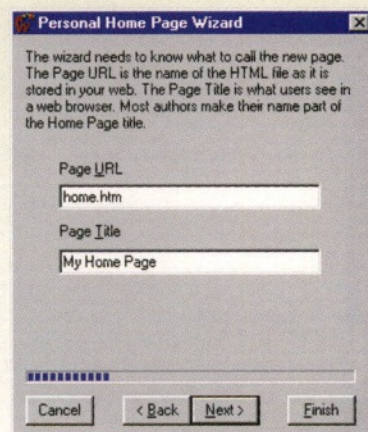 Personal Home Page Wizard
The wizard needs to know what to call the new page.
The Page URL is the name of the HTML file as it is
stored in your web. The Page Title is what users see in
a web browser. Most authors make their name part of
the Home Page title.
Page URL
home.htm
Page Title
My Home Page
Cancel
< Back
Next >
Finish